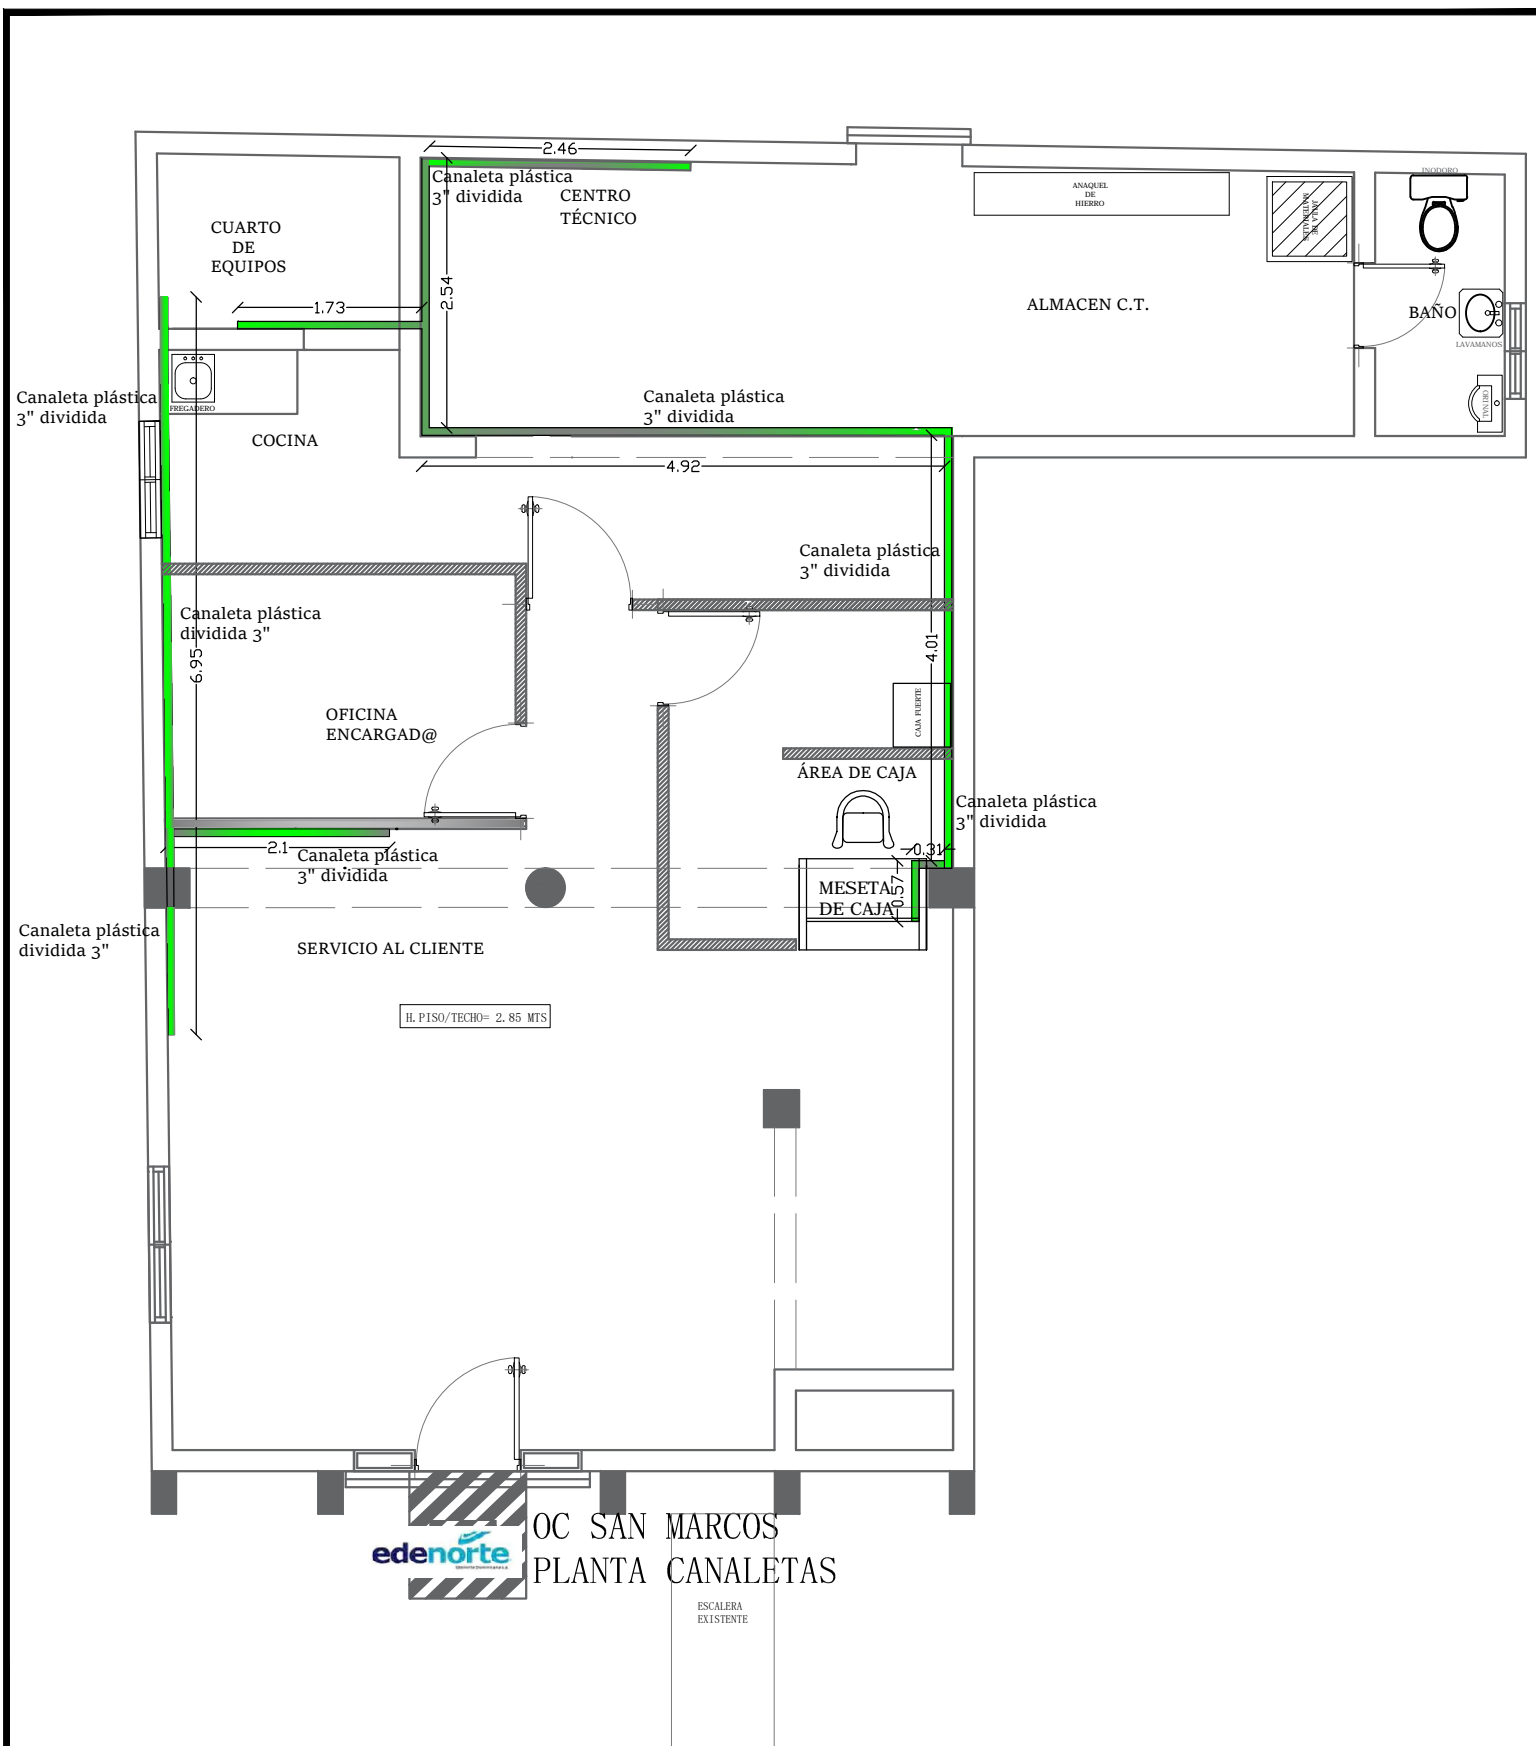 2.46
Canaleta plástica
3" dividida
CENTRO
TÉCNICO
ANAQUEL
DE
HIERRO
JAULA DE
MATERIALES
INODORO
CUARTO
DE
EQUIPOS
1.73
2.54
ALMACEN C.T.
BAÑO
LAVAMANOS
ORINAL
Canaleta plástica
3" dividida
FREGADERO
COCINA
Canaleta plástica
3" dividida
4.92
Canaleta plástica
3" dividida
Canaleta plástica
dividida 3"
6.95
4.01
OFICINA
ENCARGAD@
CAJA FUERTE
ÁREA DE CAJA
Canaleta plástica
3" dividida
2.1
Canaleta plástica
3" dividida
0.31
0.57
MESETA
DE CAJA
Canaleta plástica
dividida 3"
SERVICIO AL CLIENTE
H. PISO/TECHO= 2.85 MTS
edenorte
OC SAN MARCOS
PLANTA CANALETAS
ESCALERA
EXISTENTE